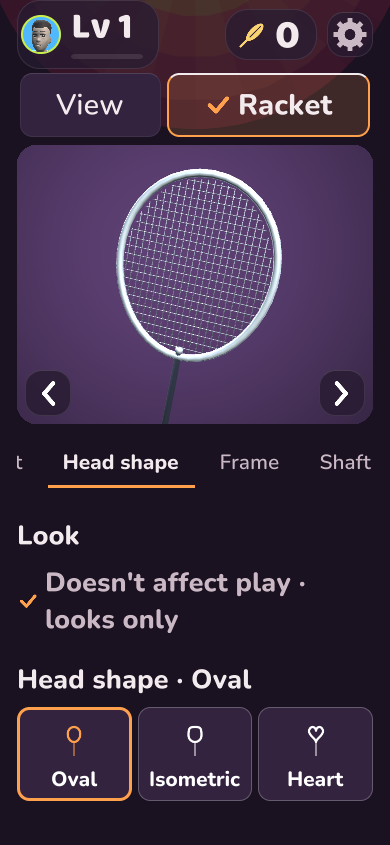 Lv 1
0
View
Racket
t
Head shape
Frame
Shaft
Look
Doesn't affect play ·
looks only
Head shape · Oval
Oval
Isometric
Heart